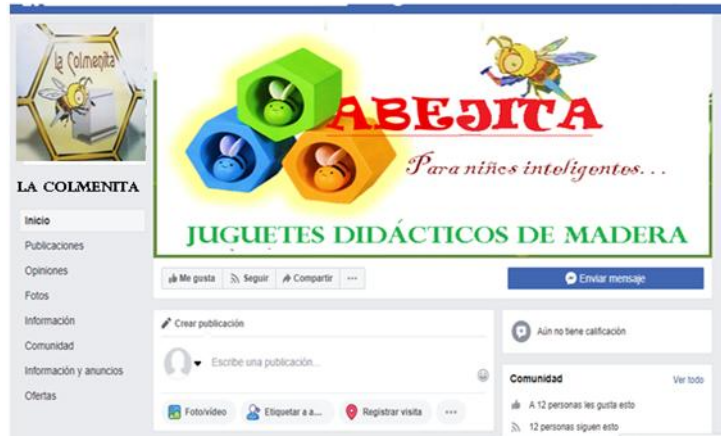 la Colmenita
LA COLMENITA
Inicio
Publicaciones
Opiniones
Fotos
Información
Comunidad
Información y anuncios
Ofertas
ABEJITA
Para niños inteligentes...
JUGUETES DIDÁCTICOS DE MADERA
Me gusta Seguir Compartir ...
Enviar mensaje
Crear publicación
Escribe una publicación...
Foto/vídeo Etiquetar a a... Registrar visita ...
Aún no tiene calificación
Comunidad Ver todo
A 12 personas les gusta esto
12 personas siguen esto